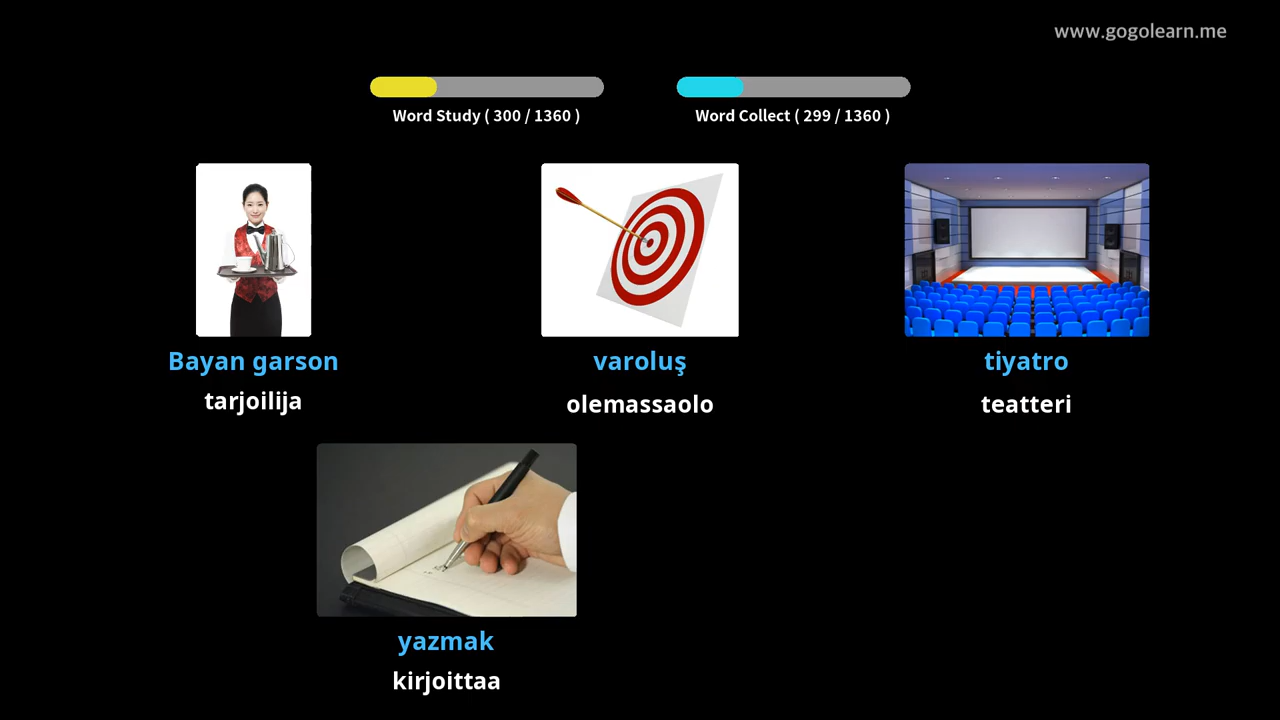 www.gogolearn.me
Word Study ( 300 / 1360 )
Word Collect ( 299 / 1360 )
Bayan garson
tarjoilija
varoluş
olemassaolo
tiyatro
teatteri
yazmak
kirjoittaa